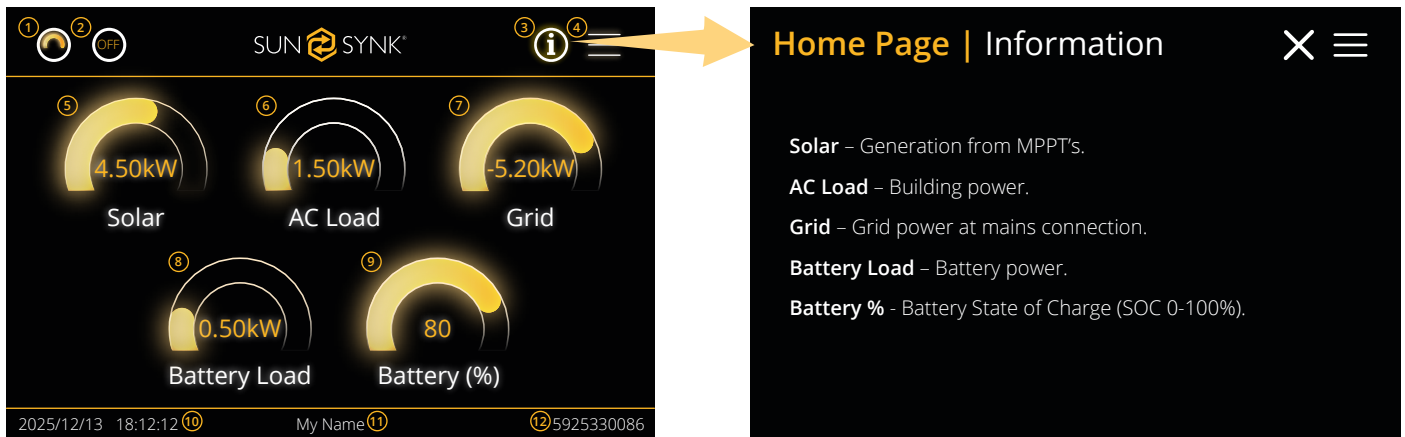 1 2 OFF SUN SYNK® 3 i 4
5 6 7
4.50kW 1.50kW -5.20kW
Solar AC Load Grid
8 9
0.50kW 80
Battery Load Battery (%)
2025/12/13 18:12:12 10 My Name 11 12 5925330086
Home Page | Information
Solar – Generation from MPPT's.
AC Load – Building power.
Grid – Grid power at mains connection.
Battery Load – Battery power.
Battery % - Battery State of Charge (SOC 0-100%).